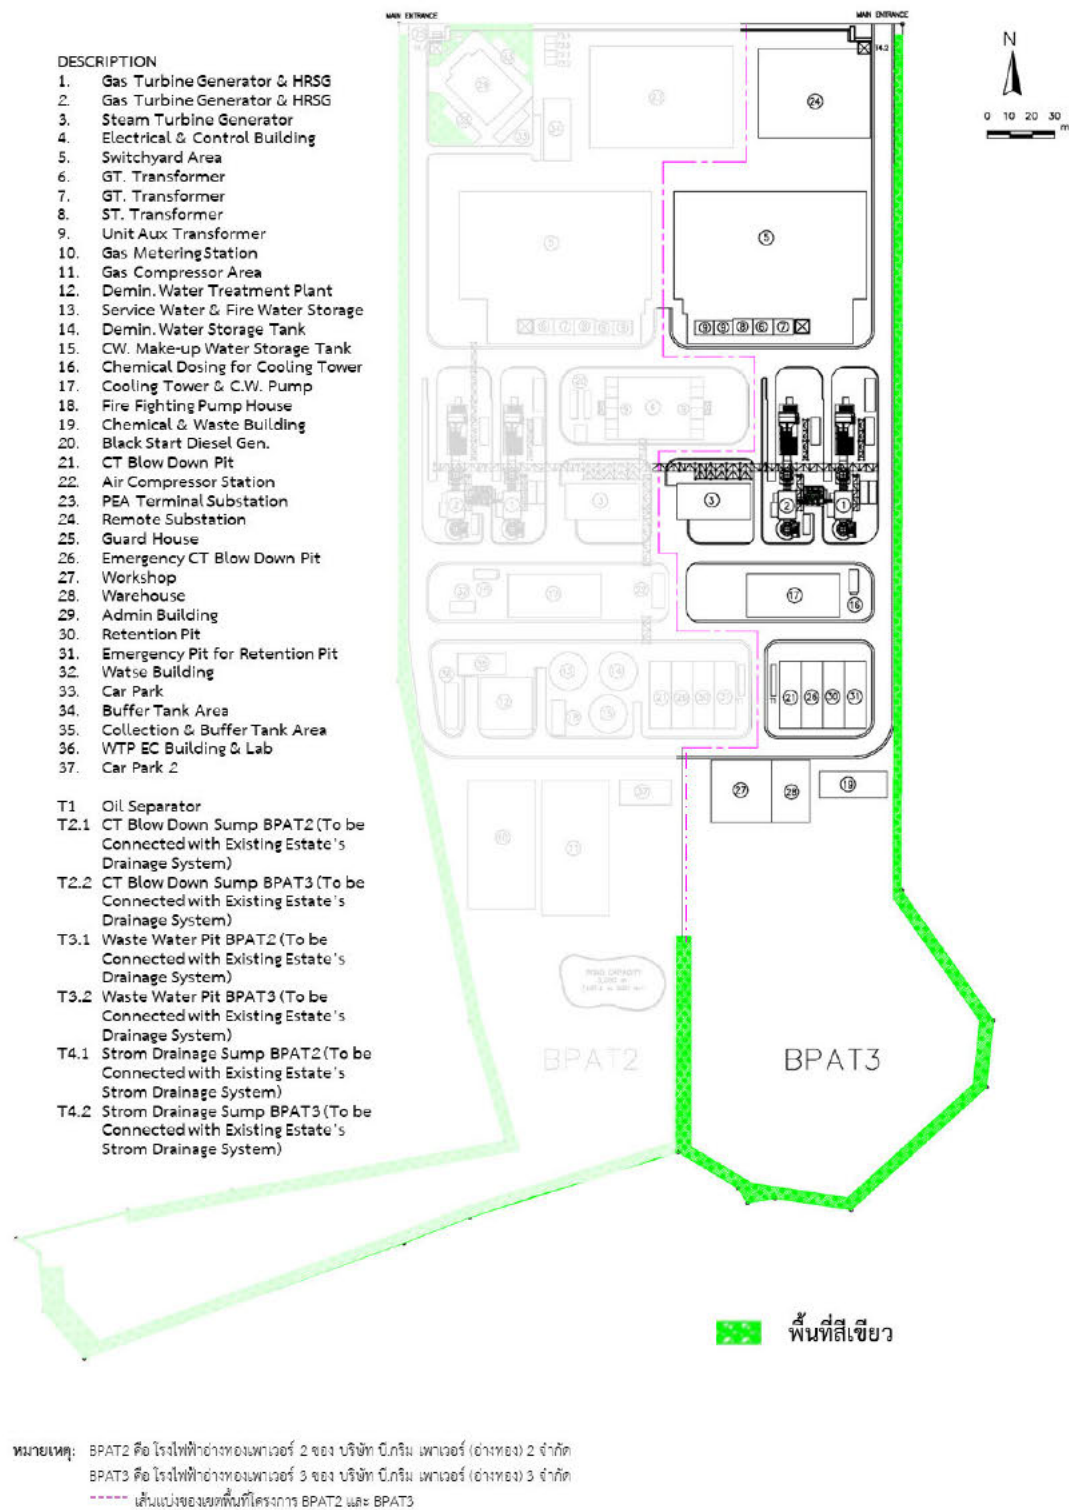 MAIN ENTRANCE
MAIN ENTRANCE
DESCRIPTION
1. Gas Turbine Generator & HRSG
2. Gas Turbine Generator & HRSG
3. Steam Turbine Generator
4. Electrical & Control Building
5. Switchyard Area
6. GT. Transformer
7. GT. Transformer
8. ST. Transformer
9. Unit Aux Transformer
10. Gas Metering Station
11. Gas Compressor Area
12. Demin. Water Treatment Plant
13. Service Water & Fire Water Storage
14. Demin. Water Storage Tank
15. CW. Make-up Water Storage Tank
16. Chemical Dosing for Cooling Tower
17. Cooling Tower & C.W. Pump
18. Fire Fighting Pump House
19. Chemical & Waste Building
20. Black Start Diesel Gen.
21. CT Blow Down Pit
22. Air Compressor Station
23. PEA Terminal Substation
24. Remote Substation
25. Guard House
26. Emergency CT Blow Down Pit
27. Workshop
28. Warehouse
29. Admin Building
30. Retention Pit
31. Emergency Pit for Retention Pit
32. Watse Building
33. Car Park
34. Buffer Tank Area
35. Collection & Buffer Tank Area
36. WTP EC Building & Lab
37. Car Park 2
T1 Oil Separator
T2.1 CT Blow Down Sump BPAT2 (To be
Connected with Existing Estate's
Drainage System)
T2.2 CT Blow Down Sump BPAT3 (To be
Connected with Existing Estate's
Drainage System)
T3.1 Waste Water Pit BPAT2 (To be
Connected with Existing Estate's
Drainage System)
T3.2 Waste Water Pit BPAT3 (To be
Connected with Existing Estate's
Drainage System)
T4.1 Strom Drainage Sump BPAT2 (To be
Connected with Existing Estate's
Strom Drainage System)
T4.2 Strom Drainage Sump BPAT3 (To be
Connected with Existing Estate's
Strom Drainage System)
N
0 10 20 30 m
T4.2
24
5
9 9 8 6 7
3
2
1
17
16
21 26 30 31
27
28
19
BPAT2
BPAT3
พื้นที่สีเขียว
หมายเหตุ: BPAT2 คือ โรงไฟฟ้าอ่างทองเพาเวอร์ 2 ของ บริษัท บี.กริม เพาเวอร์ (อ่างทอง) 2 จำกัด
BPAT3 คือ โรงไฟฟ้าอ่างทองเพาเวอร์ 3 ของ บริษัท บี.กริม เพาเวอร์ (อ่างทอง) 3 จำกัด
เส้นแบ่งของเขตพื้นที่โครงการ BPAT2 และ BPAT3